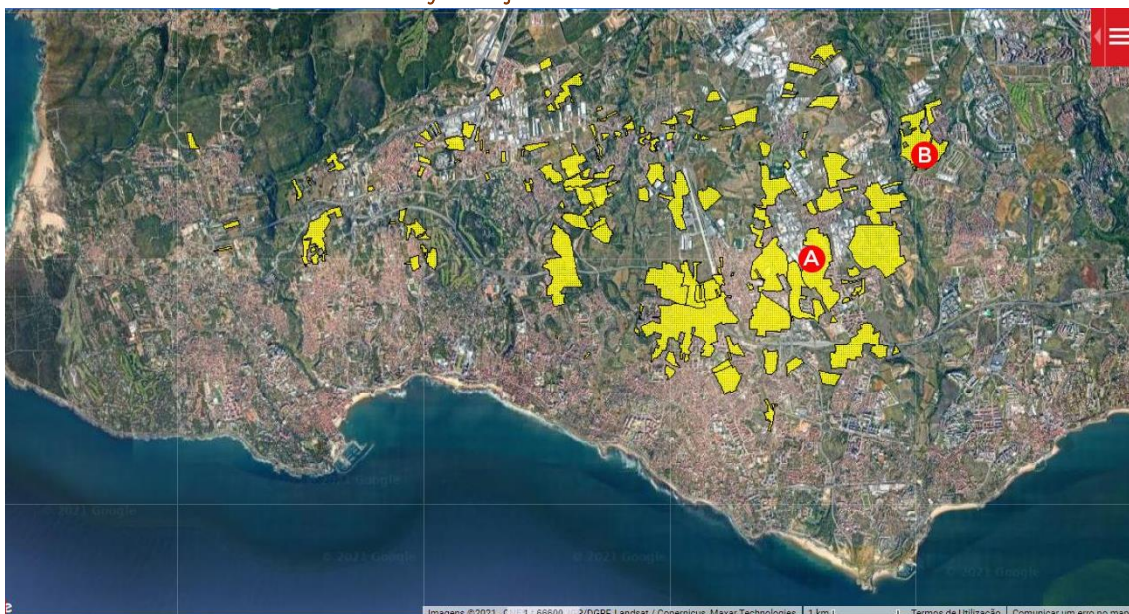 B
A
© 2021 Google
© 2021 Google
© 2021 Google
© 2021 Google
Imagens ©2021
1 : 66600
/DGRF Landsat / Copernicus, Maxar Technologies
1 km
Termos de Utilização
Comunicar um erro no map